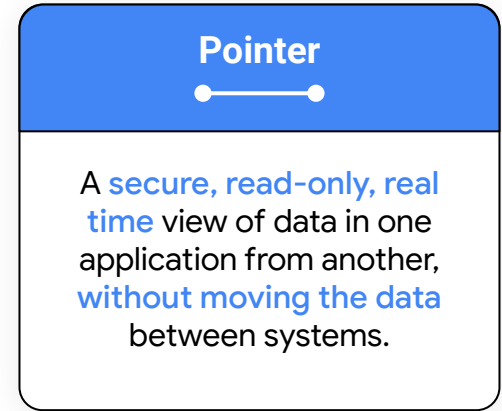 Pointer
A secure, read-only, real
time view of data in one
application from another,
without moving the data
between systems.